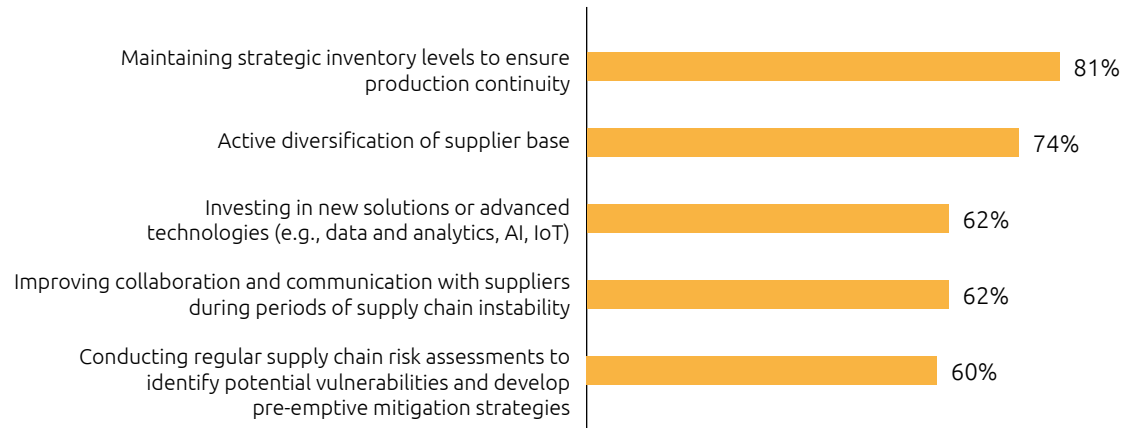 Maintaining strategic inventory levels to ensure
production continuity
81%
Active diversification of supplier base
74%
Investing in new solutions or advanced
technologies (e.g., data and analytics, AI, IoT)
62%
Improving collaboration and communication with suppliers
during periods of supply chain instability
62%
Conducting regular supply chain risk assessments to
identify potential vulnerabilities and develop
pre-emptive mitigation strategies
60%